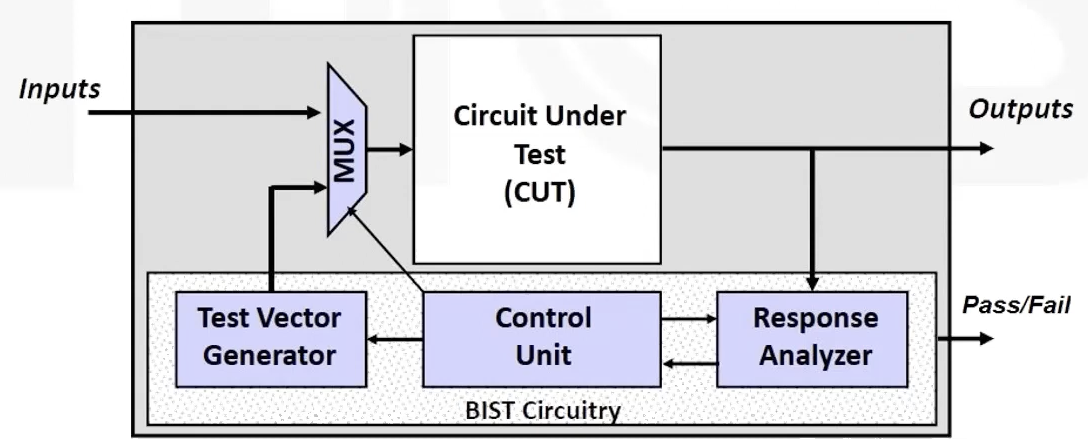 Inputs
MUX
Circuit Under
Test
(CUT)
Outputs
Test Vector
Generator
Control
Unit
Response
Analyzer
Pass/Fail
BIST Circuitry